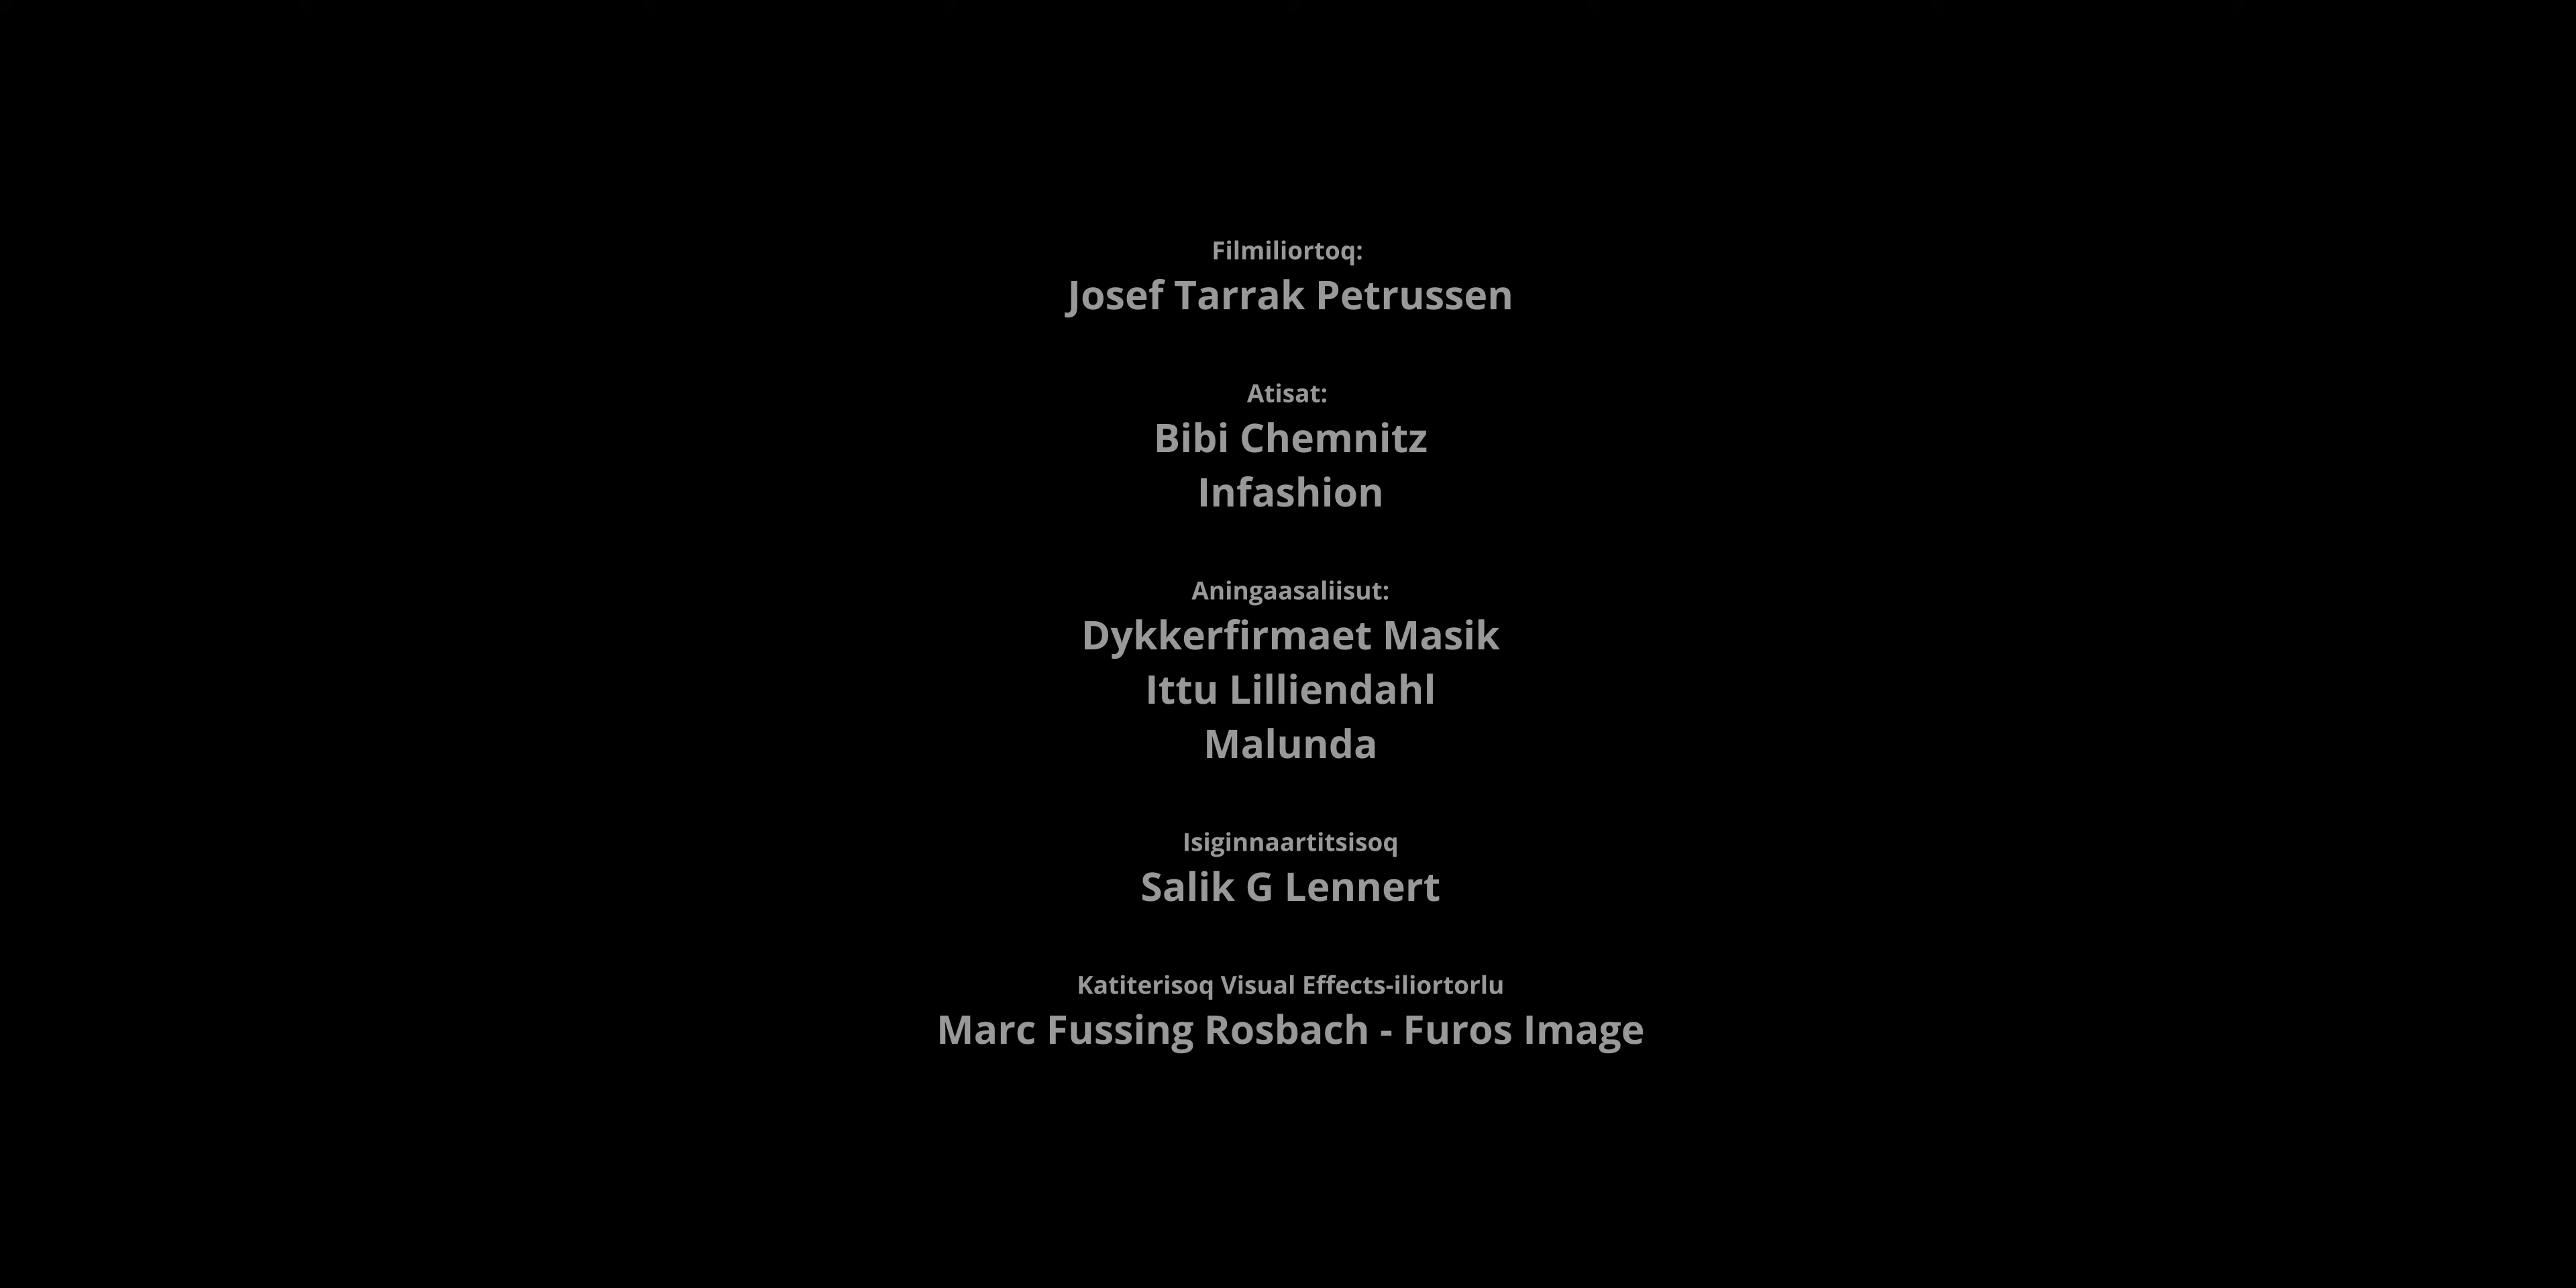 Filmiliortoq:
Josef Tarrak Petrussen
Atisat:
Bibi Chemnitz
Infashion
Aningaasaliisut:
Dykkerfirmaet Masik
Ittu Lilliendahl
Malunda
Isiginnaartitsisoq
Salik G Lennert
Katiterisoq Visual Effects-iliortorlu
Marc Fussing Rosbach - Furos Image